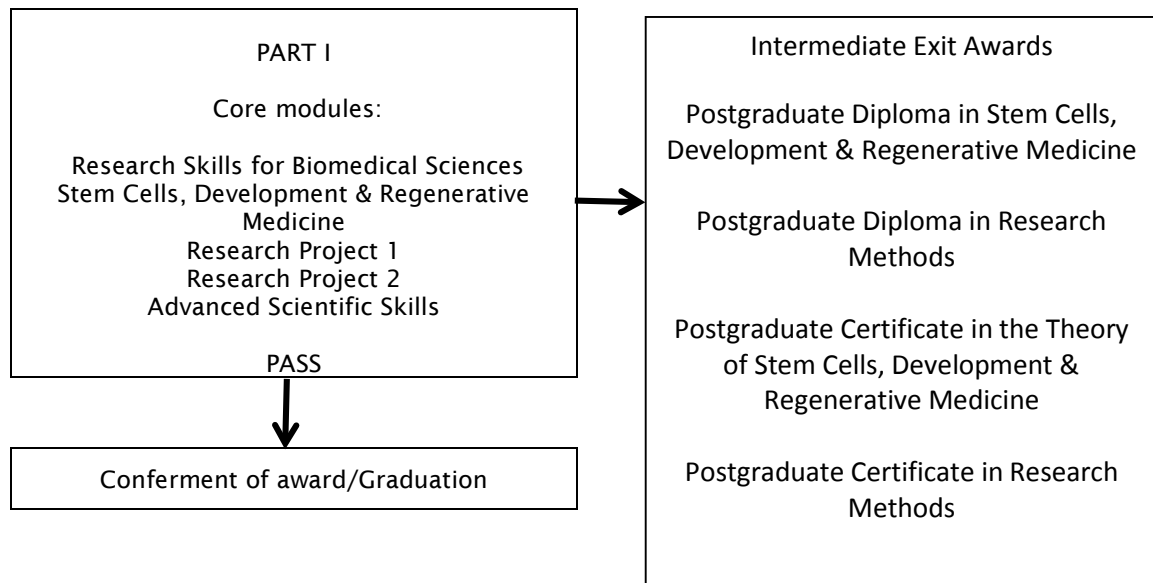 PART I
Core modules:
Research Skills for Biomedical Sciences
Stem Cells, Development & Regenerative
Medicine
Research Project 1
Research Project 2
Advanced Scientific Skills
PASS
Conferment of award/Graduation
Intermediate Exit Awards
Postgraduate Diploma in Stem Cells,
Development & Regenerative Medicine
Postgraduate Diploma in Research
Methods
Postgraduate Certificate in the Theory
of Stem Cells, Development &
Regenerative Medicine
Postgraduate Certificate in Research
Methods